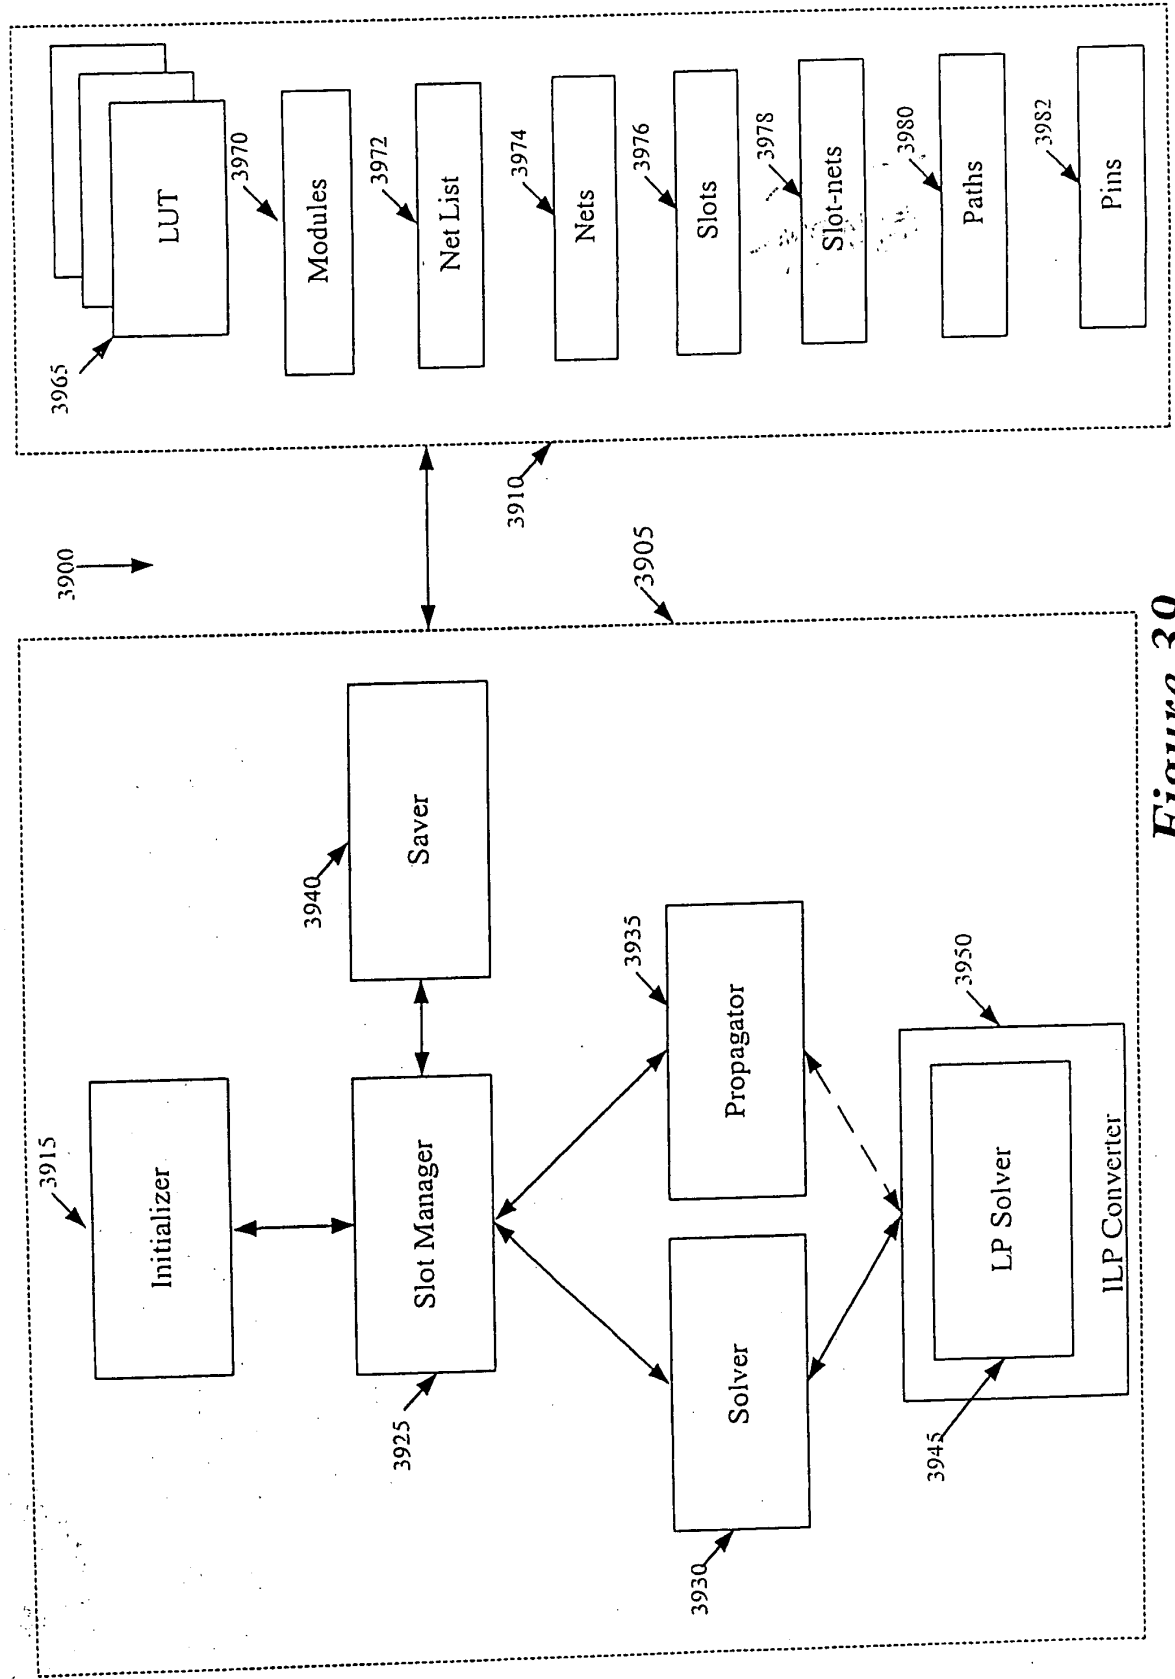 3900
3915
Initializer
3925
Slot Manager
3940
Saver
3930
Solver
3935
Propagator
3945
LP Solver
3950
ILP Converter
3905
3910
3965
LUT
3970
Modules
3972
Net List
3974
Nets
3976
Slots
3978
Slot-nets
3980
Paths
3982
Pins
Figure 39